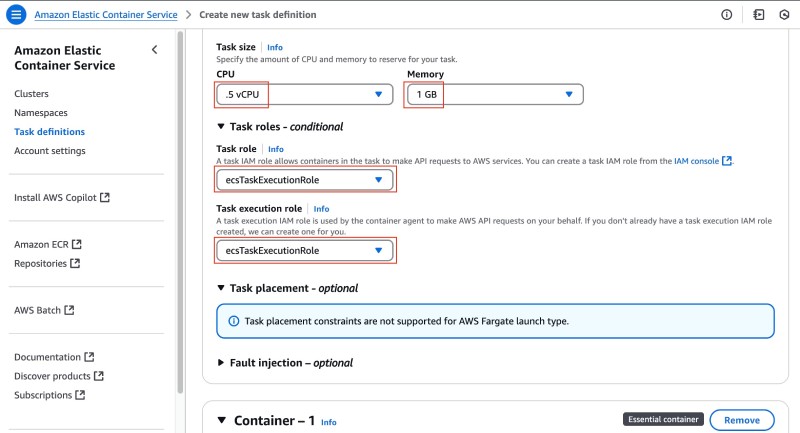 Amazon Elastic Container Service > Create new task definition
Amazon Elastic
Container Service
Clusters
Namespaces
Task definitions
Account settings
Install AWS Copilot
Amazon ECR
Repositories
AWS Batch
Documentation
Discover products
Subscriptions
Task size Info
Specify the amount of CPU and memory to reserve for your task.
CPU Memory
.5 vCPU 1 GB
Task roles - conditional
Task role Info
A task IAM role allows containers in the task to make API requests to AWS services. You can create a task IAM role from the IAM console.
ecsTaskExecutionRole
Task execution role Info
A task execution IAM role is used by the container agent to make AWS API requests on your behalf. If you don't already have a task execution IAM role
created, we can create one for you.
ecsTaskExecutionRole
Task placement - optional
Task placement constraints are not supported for AWS Fargate launch type.
Fault injection – optional
Container – 1 Info Essential container Remove